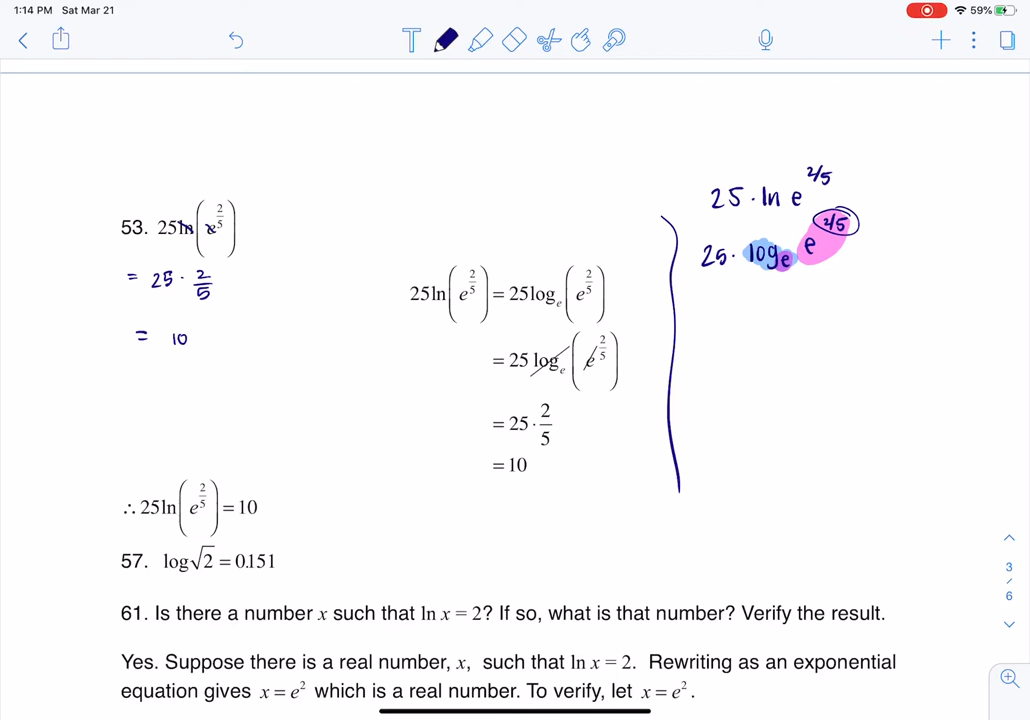 1:14 PM Sat Mar 21
59%
53. 25ln(e^(2/5))
= 25 · 2/5
= 10
25ln(e^(2/5)) = 25log_e(e^(2/5))
= 25 log_e(e^(2/5))
= 25 · 2/5
= 10
25 · ln e^(2/5)
25 · log_e e^(2/5)
∴ 25ln(e^(2/5)) = 10
57. log√2 = 0.151
61. Is there a number x such that ln x = 2? If so, what is that number? Verify the result.
Yes. Suppose there is a real number, x, such that ln x = 2. Rewriting as an exponential
equation gives x = e² which is a real number. To verify, let x = e².
3
/
6